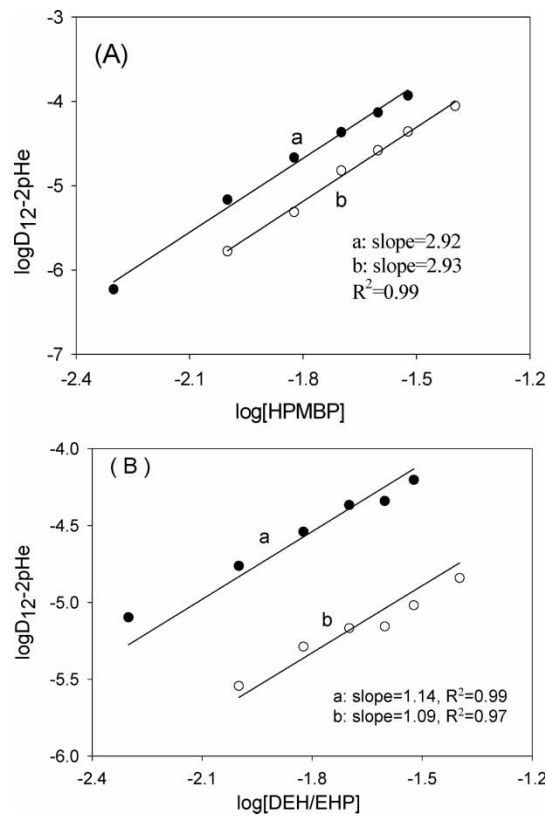 (A)
-3
-4
-5
-6
-7
logD12-2pHe
a
b
a: slope=2.92
b: slope=2.93
R²=0.99
-2.4 -2.1 -1.8 -1.5 -1.2
log[HPMBP]
( B )
-4.0
-4.5
-5.0
-5.5
-6.0
logD12-2pHe
a
b
a: slope=1.14, R²=0.99
b: slope=1.09, R²=0.97
-2.4 -2.1 -1.8 -1.5 -1.2
log[DEH/EHP]